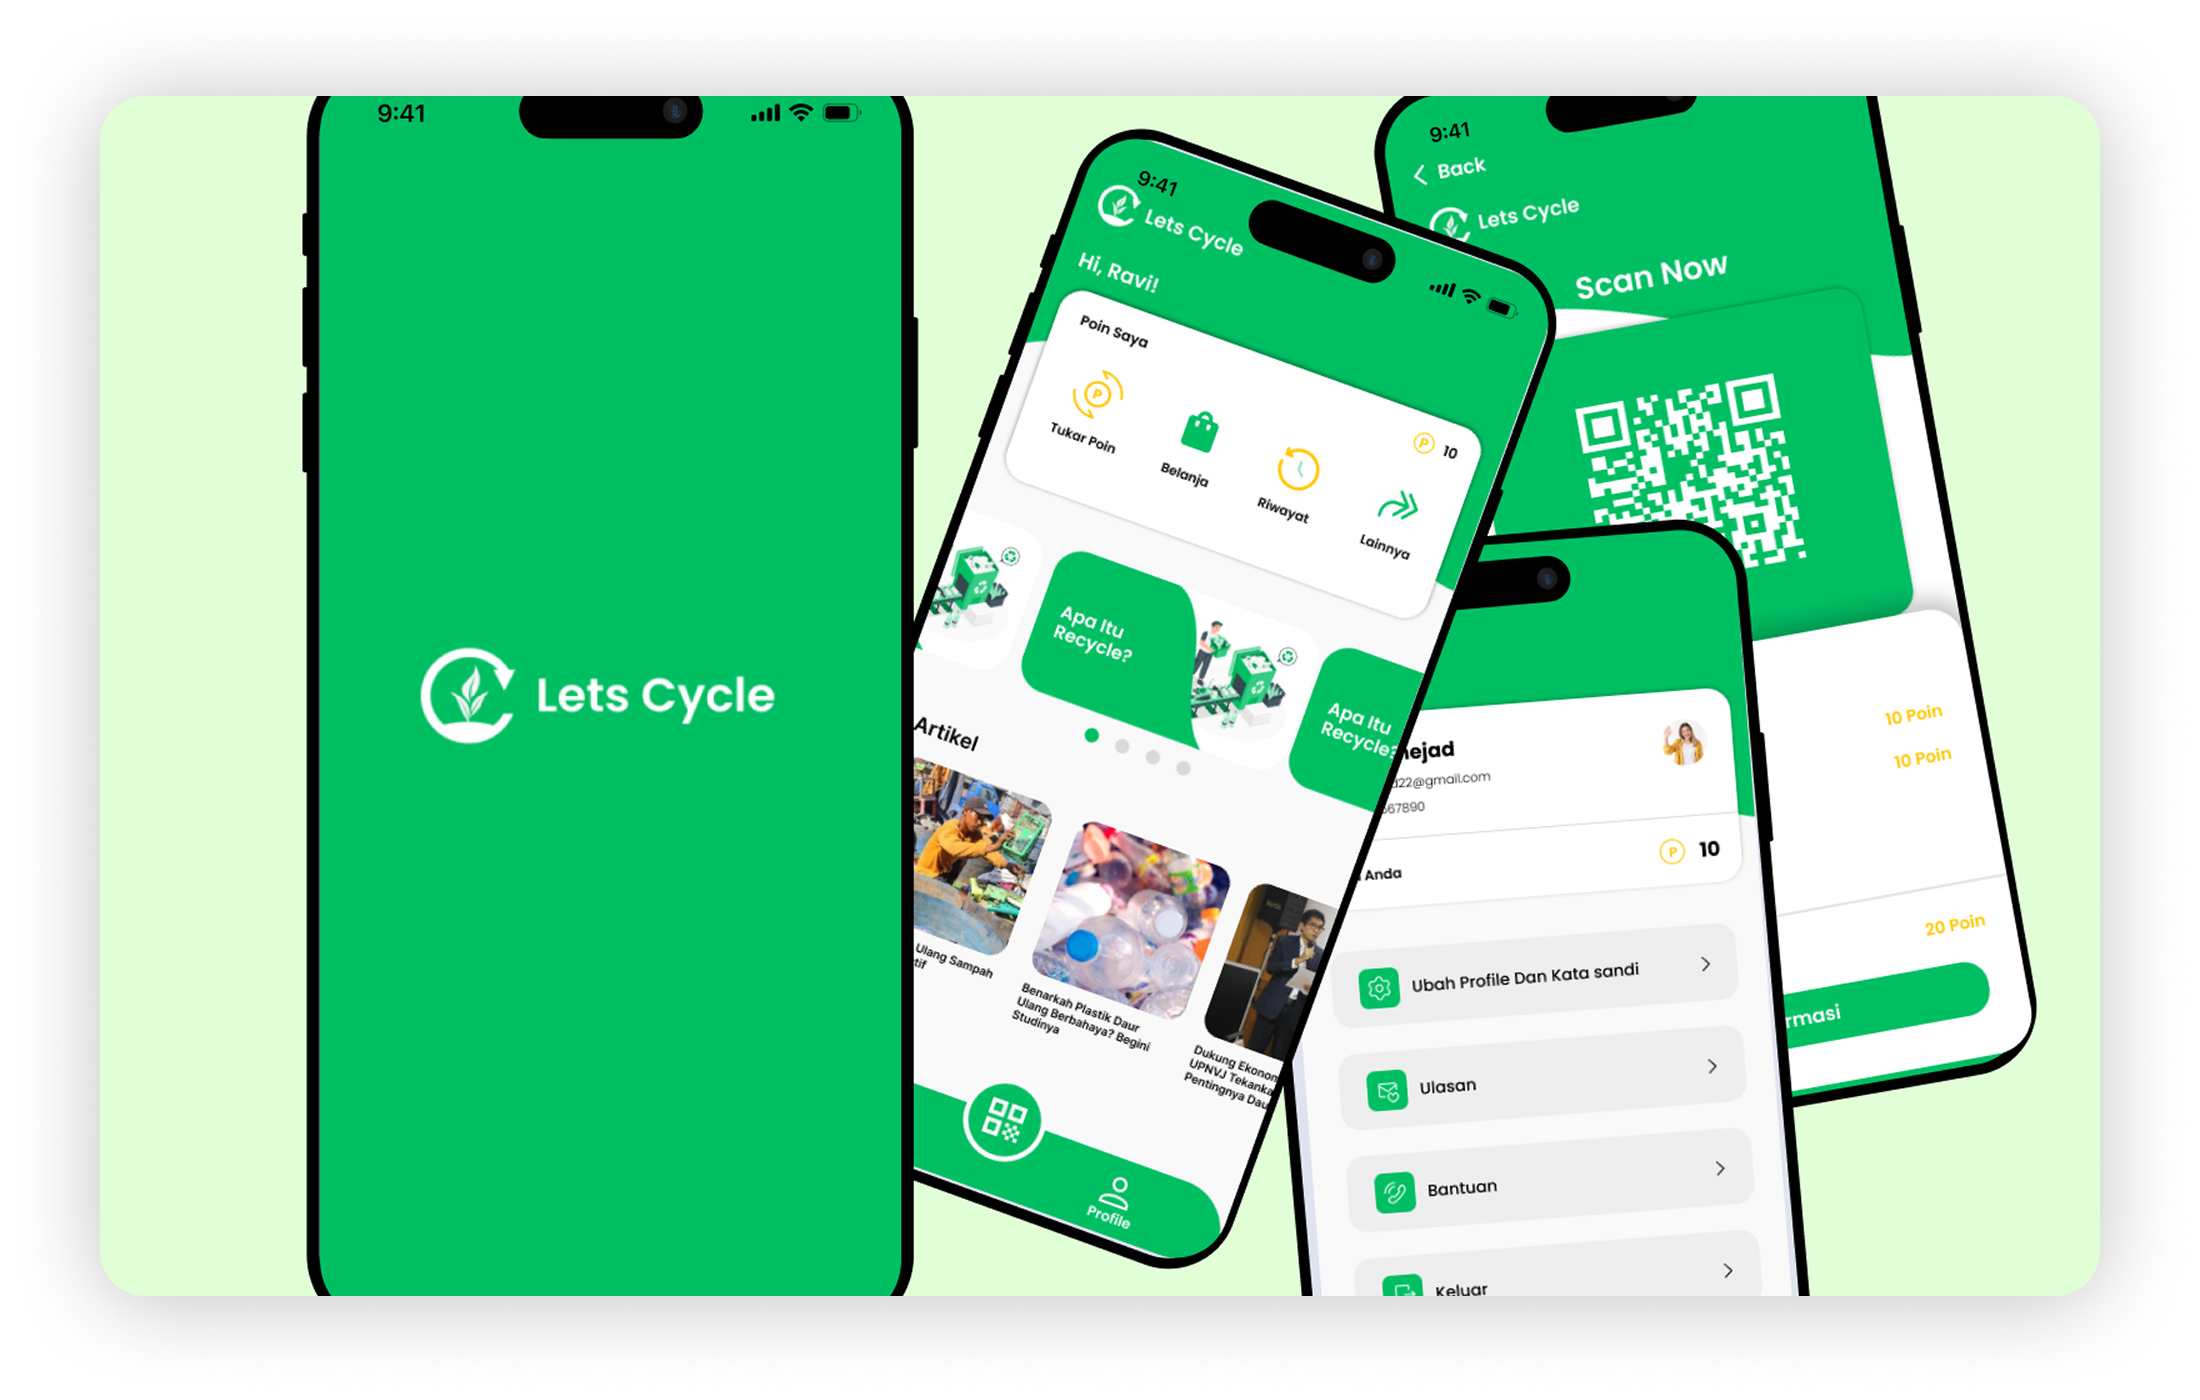 9:41
Lets Cycle
9:41
Lets Cycle
Hi, Ravi!
Poin Saya
10
Tukar Poin
Belanja
Riwayat
Lainnya
Apa Itu
Recycle?
Apa Itu
Recycle?
Artikel
Ulang Sampah
tif
Benarkah Plastik Daur
Ulang Berbahaya? Begini
Studinya
Dukung Ekonom
UPNVJ Tekanka
Pentingnya Dau
Profile
9:41
Back
Lets Cycle
Scan Now
10 Poin
10 Poin
20 Poin
rmasi
nejad
d22@gmail.com
567890
Anda
10
Ubah Profile Dan Kata sandi
Ulasan
Bantuan
Keluar